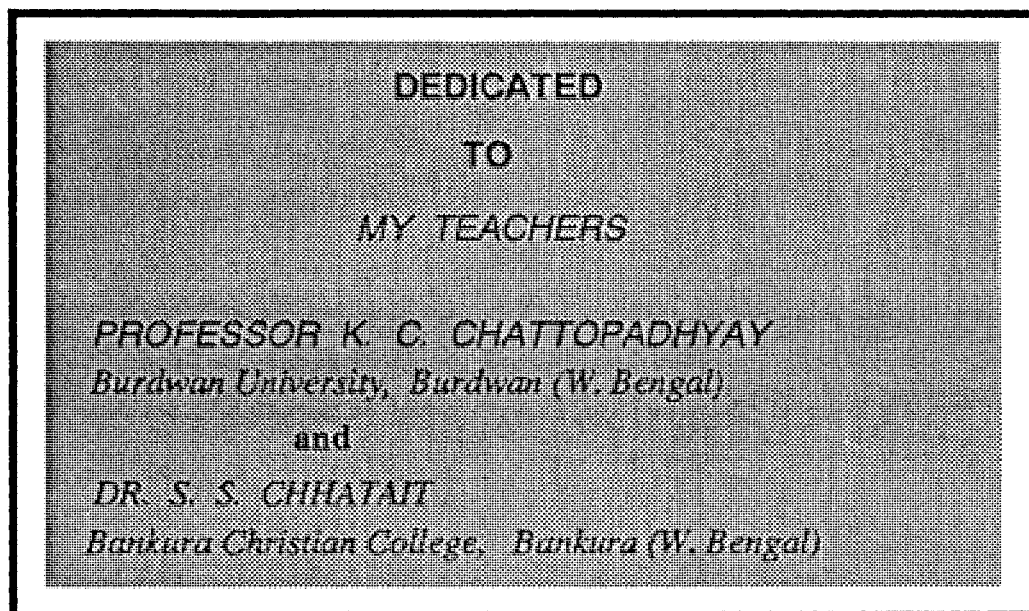 DEDICATED
TO
MY TEACHERS
PROFESSOR K. C. CHATTOPADHYAY
Burdwan University, Burdwan (W. Bengal)
and
DR. S. S. CHHATAIT
Bankura Christian College, Bankura (W. Bengal)